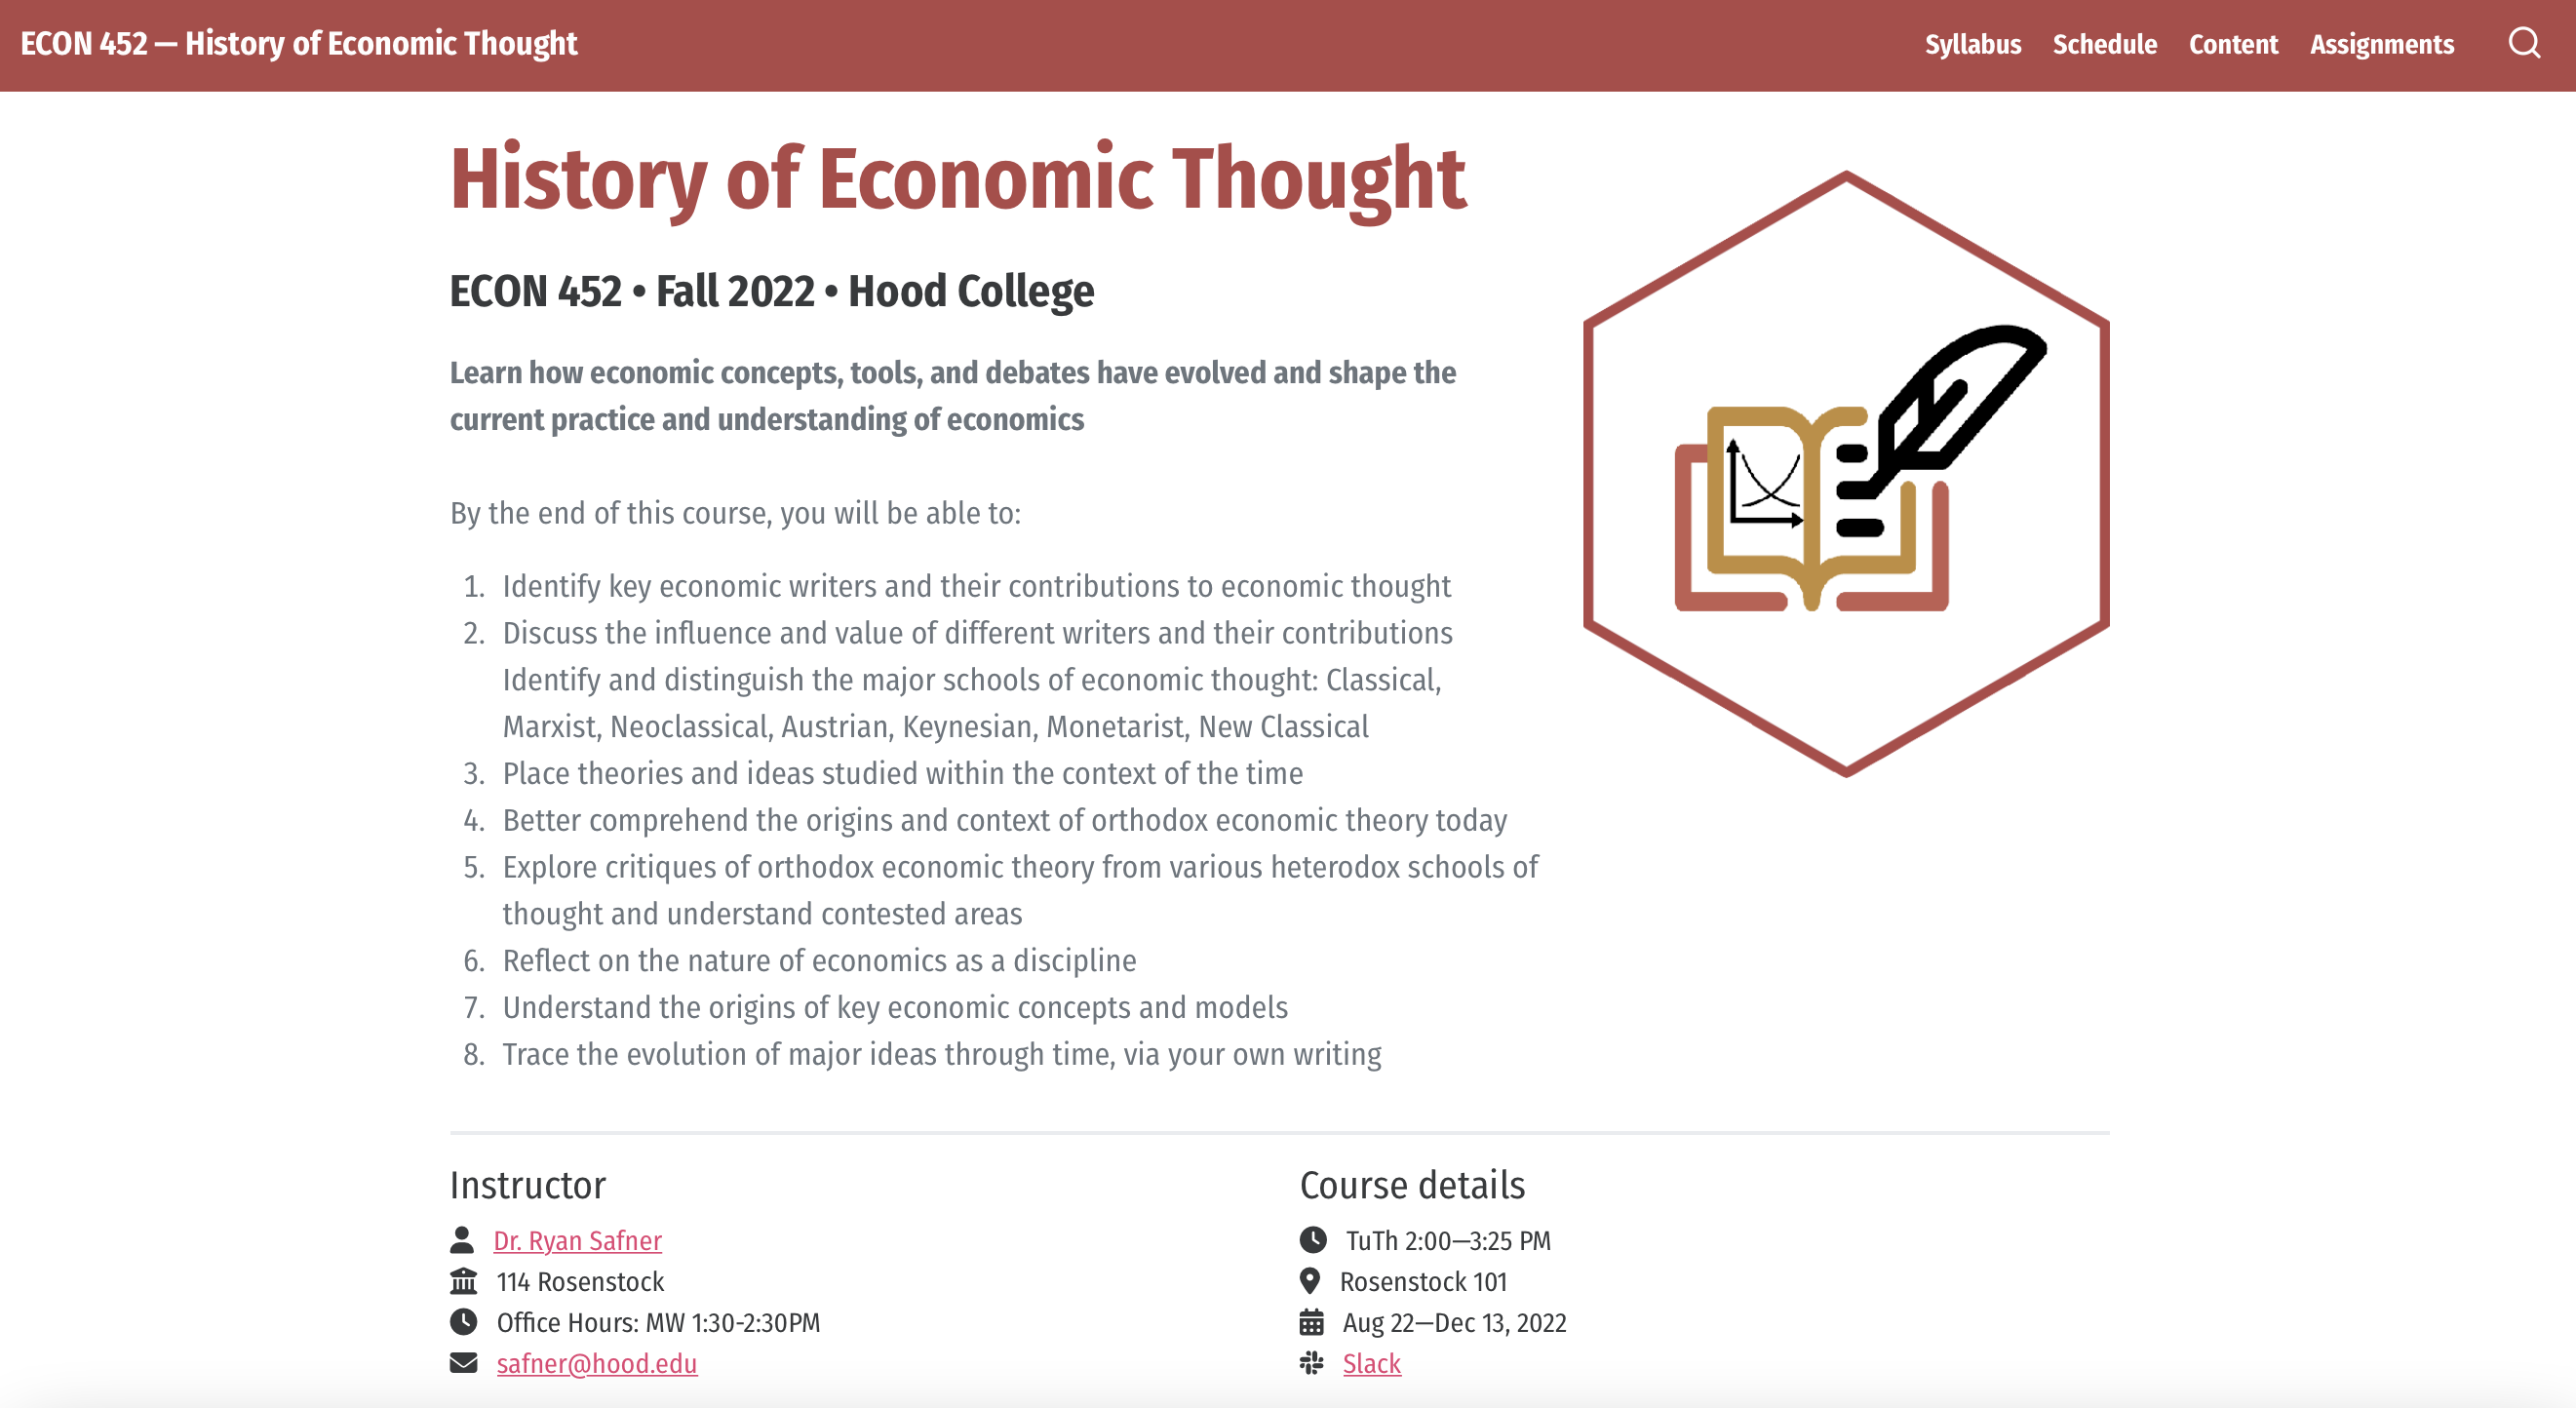 ECON 452 — History of Economic Thought
Syllabus Schedule Content Assignments
History of Economic Thought
ECON 452 • Fall 2022 • Hood College
Learn how economic concepts, tools, and debates have evolved and shape the
current practice and understanding of economics
By the end of this course, you will be able to:
1. Identify key economic writers and their contributions to economic thought
2. Discuss the influence and value of different writers and their contributions
Identify and distinguish the major schools of economic thought: Classical,
Marxist, Neoclassical, Austrian, Keynesian, Monetarist, New Classical
3. Place theories and ideas studied within the context of the time
4. Better comprehend the origins and context of orthodox economic theory today
5. Explore critiques of orthodox economic theory from various heterodox schools of
thought and understand contested areas
6. Reflect on the nature of economics as a discipline
7. Understand the origins of key economic concepts and models
8. Trace the evolution of major ideas through time, via your own writing
Instructor
Dr. Ryan Safner
114 Rosenstock
Office Hours: MW 1:30-2:30PM
safner@hood.edu
Course details
TuTh 2:00—3:25 PM
Rosenstock 101
Aug 22—Dec 13, 2022
Slack